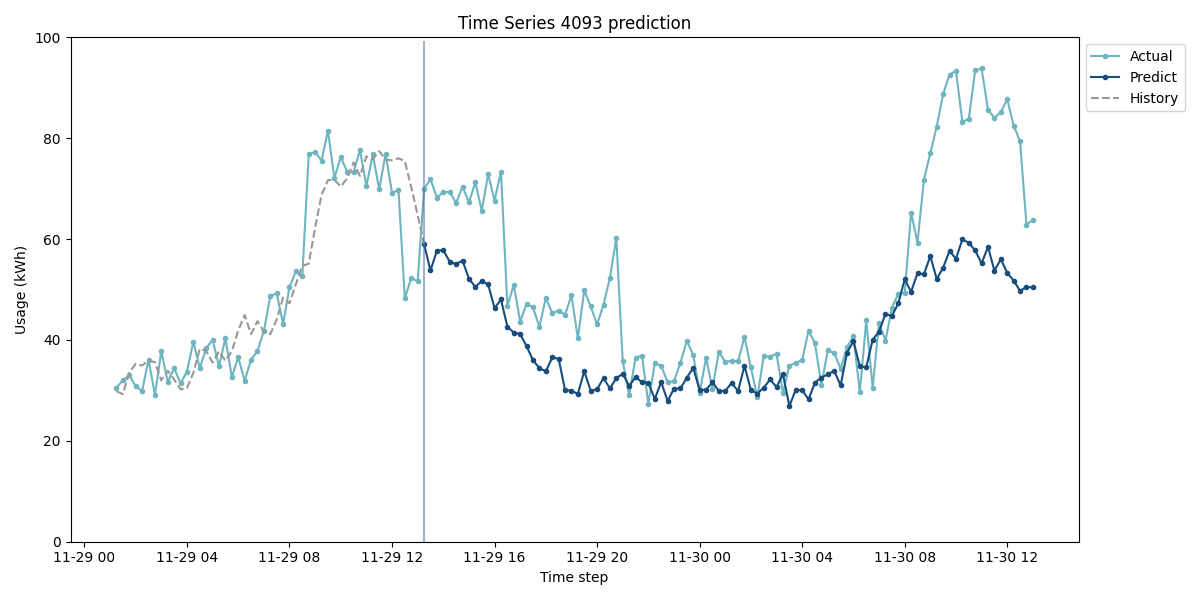 Time Series 4093 prediction
100
80
60
40
20
0
Usage (kWh)
11-29 00
11-29 04
11-29 08
11-29 12
11-29 16
11-29 20
11-30 00
11-30 04
11-30 08
11-30 12
Time step
Actual
Predict
History